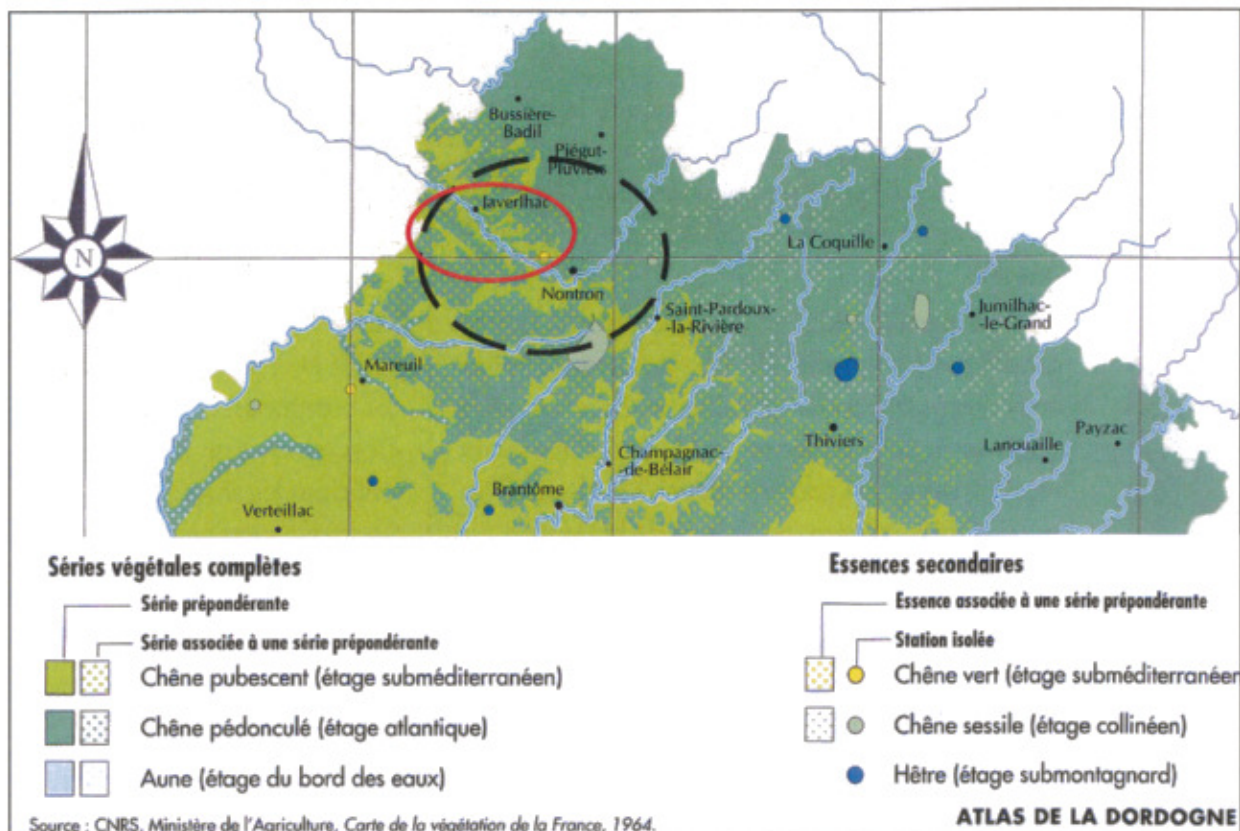 Bussière-
Badil
Piégut-
Pluviers
Javerlhac
La Coquille
N
Nontron
Saint-Pardoux-
-la-Rivière
Jumilhac-
-le-Grand
Mareuil
Thiviers
Payzac
Lanouaille
Champagnac-
-de-Bélair
Brantôme
Verteillac
Séries végétales complètes
Série prépondérante
Série associée à une série prépondérante
Chêne pubescent (étage subméditerranéen)
Chêne pédonculé (étage atlantique)
Aune (étage du bord des eaux)
Source : CNRS, Ministère de l'Agriculture, Carte de la végétation de la France, 1964.
Essences secondaires
Essence associée à une série prépondérante
Station isolée
Chêne vert (étage subméditerranéen
Chêne sessile (étage collinéen)
Hêtre (étage submontagnard)
ATLAS DE LA DORDOGNE